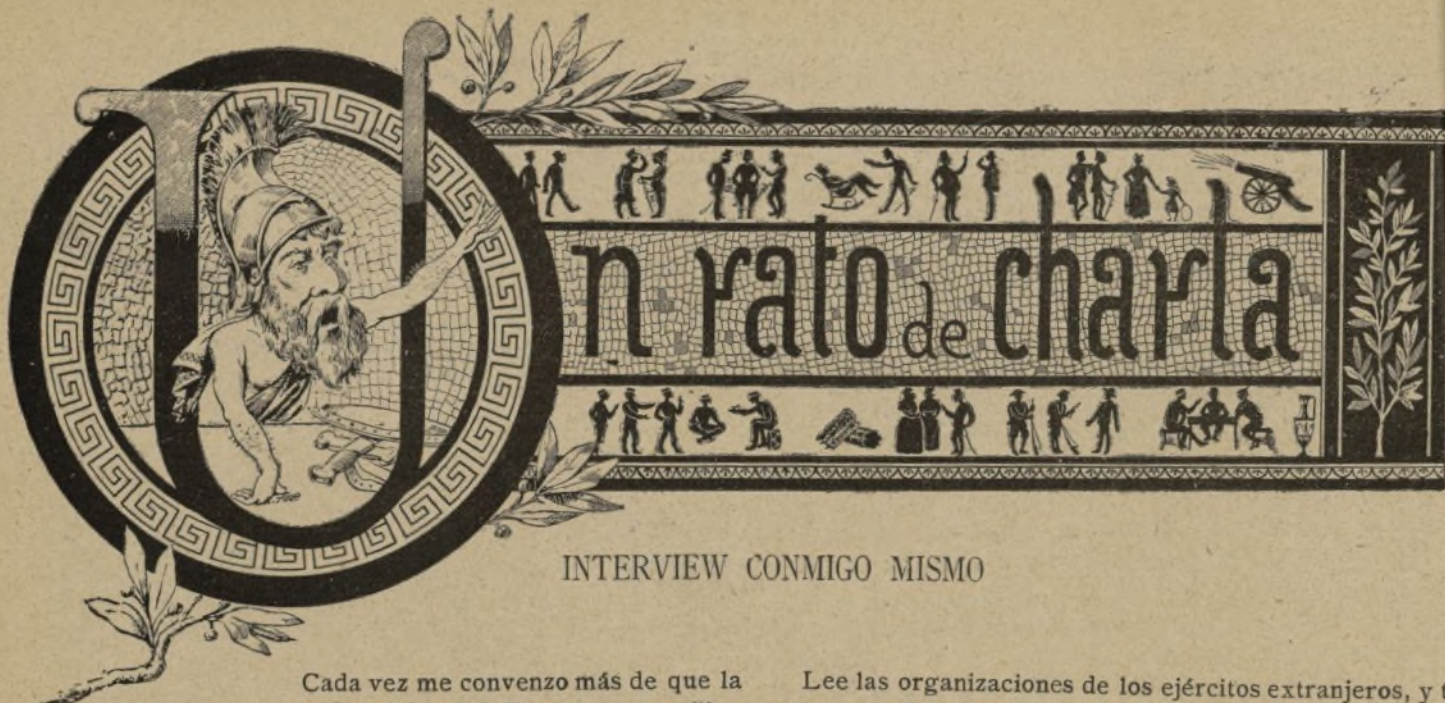 Un rato de charla
INTERVIEW CONMIGO MISMO
Cada vez me convenzo más de que la
Lee las organizaciones de los ejércitos extranjeros, y